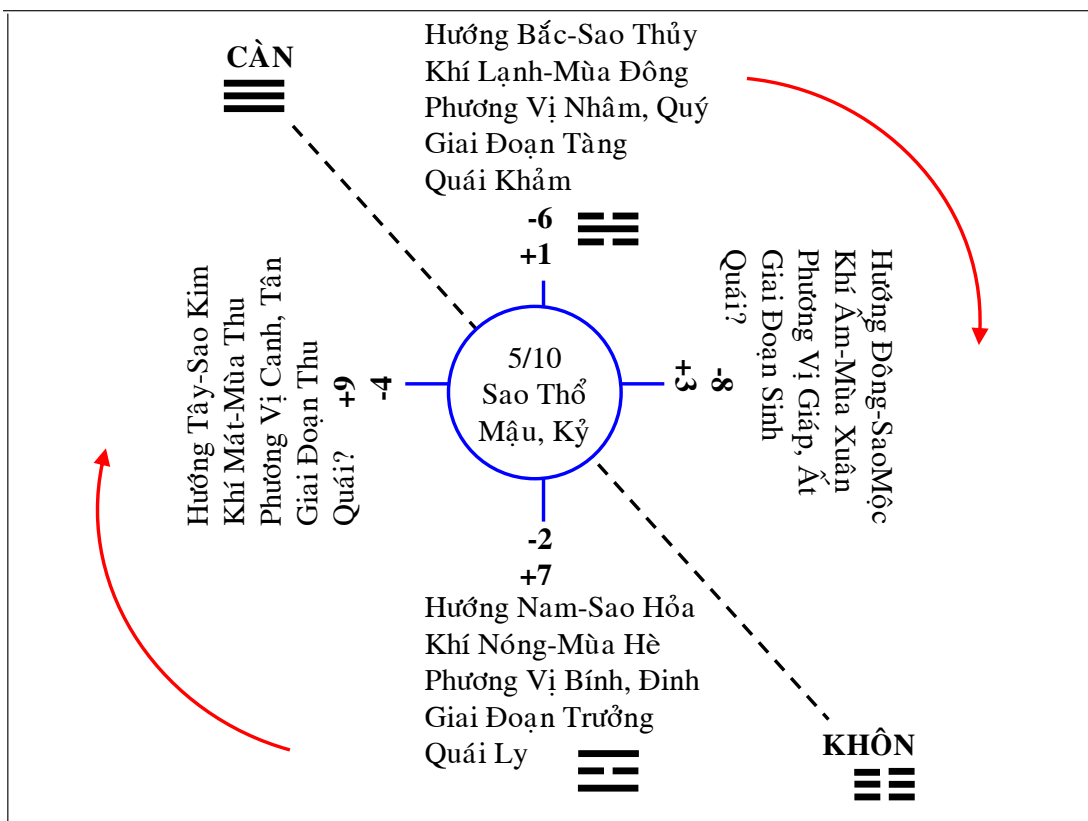 CÀN
Hướng Bắc-Sao Thủy
Khí Lạnh-Mùa Đông
Phương Vị Nhâm, Quý
Giai Đoạn Tàng
Quái Khảm
-6
+1
Hướng Tây-Sao Kim
Khí Mát-Mùa Thu
Phương Vị Canh, Tân
Giai Đoạn Thu
Quái?
+9
-4
5/10
Sao Thổ
Mậu, Kỷ
+3
-8
Hướng Đông-SaoMộc
Khí Ấm-Mùa Xuân
Phương Vị Giáp, Ất
Giai Đoạn Sinh
Quái?
-2
+7
Hướng Nam-Sao Hỏa
Khí Nóng-Mùa Hè
Phương Vị Bính, Đinh
Giai Đoạn Trưởng
Quái Ly
KHÔN